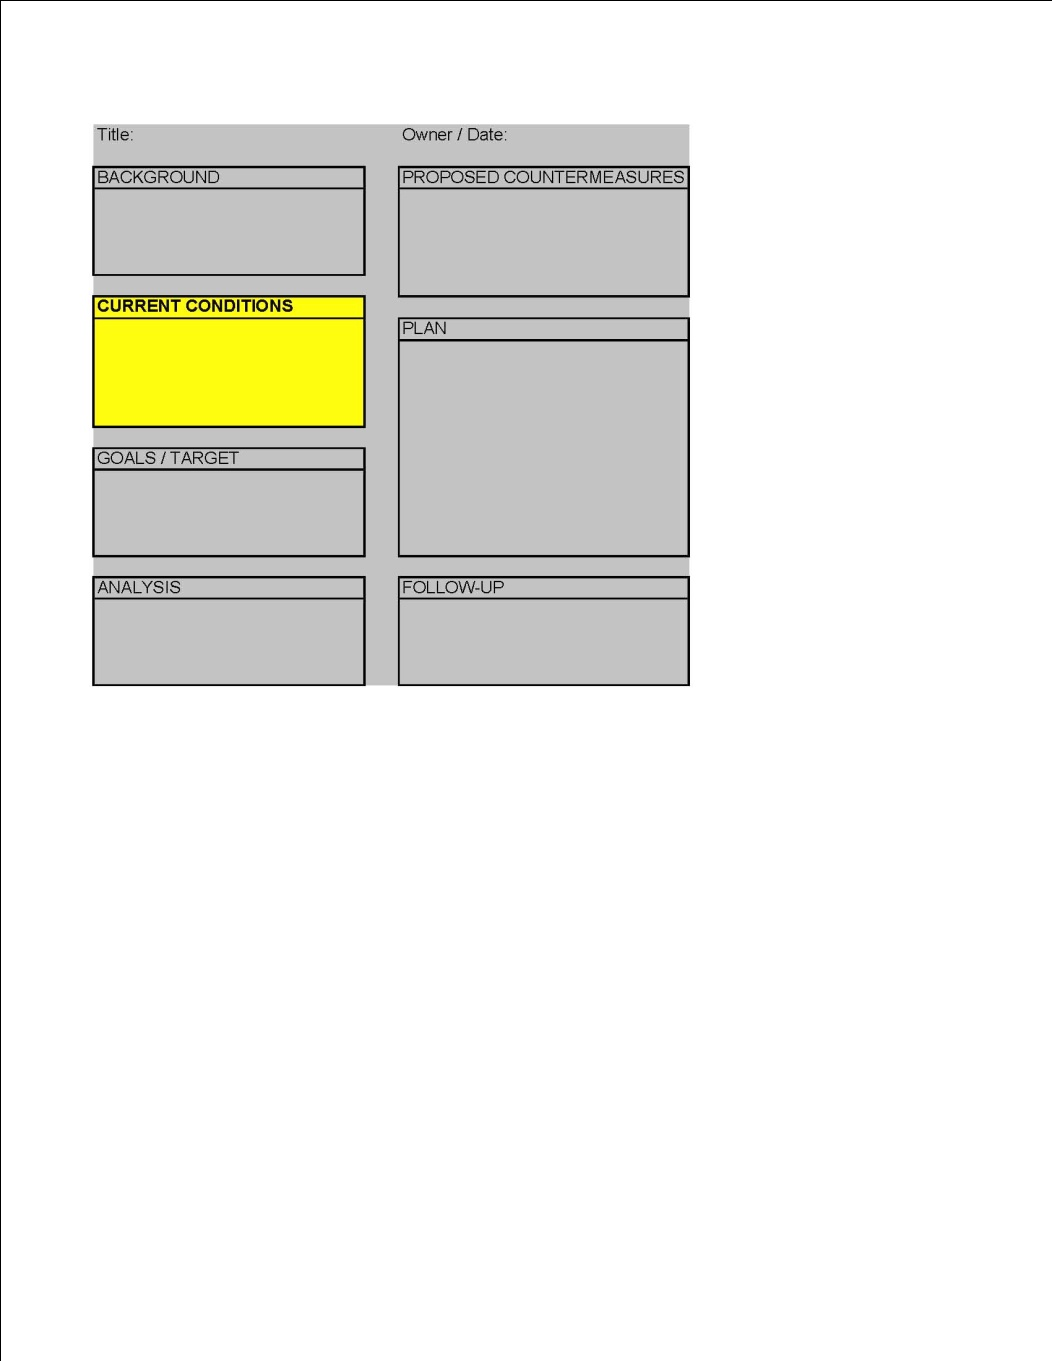 Title:
Owner / Date:
BACKGROUND
CURRENT CONDITIONS
GOALS / TARGET
ANALYSIS
PROPOSED COUNTERMEASURES
PLAN
FOLLOW-UP